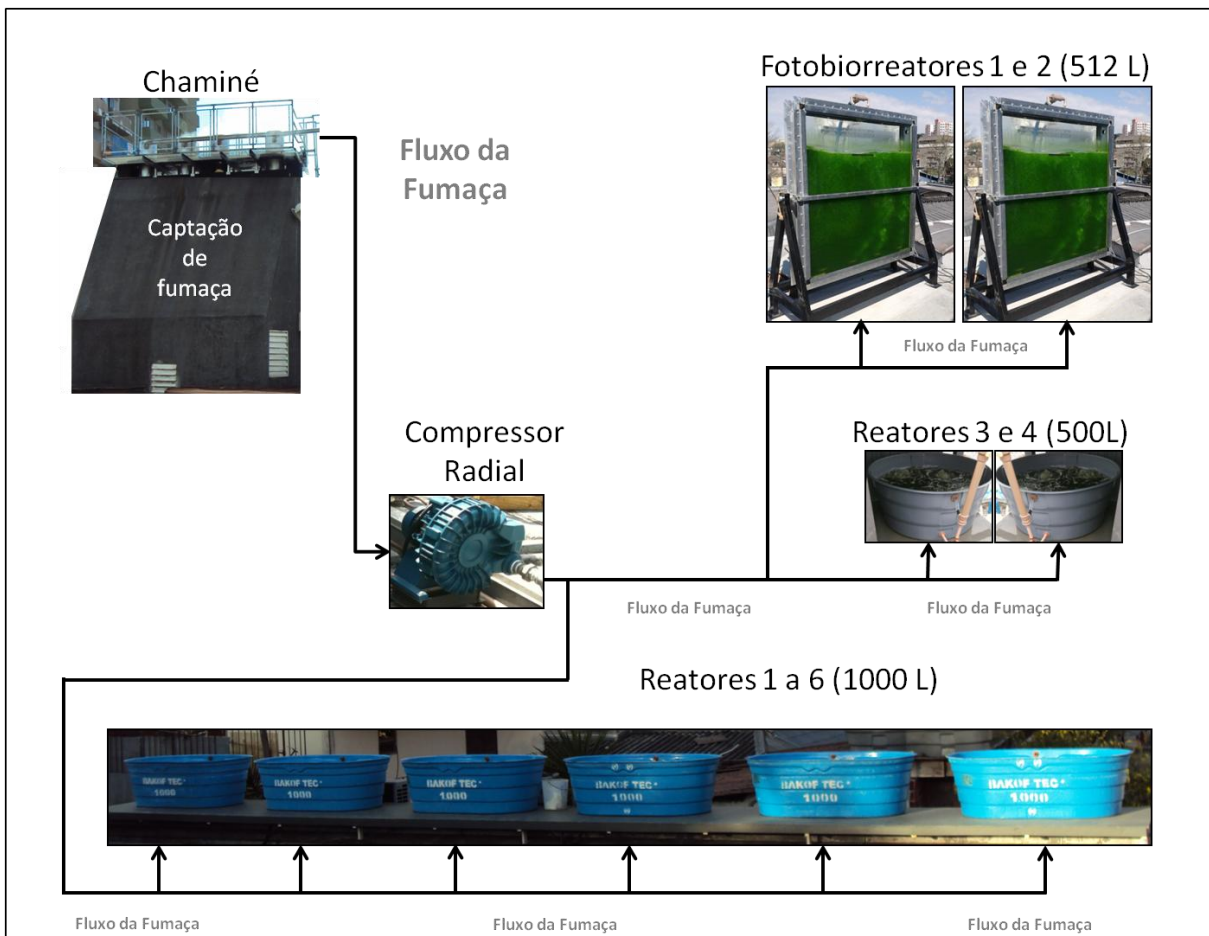 Chaminé
Captação
de
fumaça
Fluxo da
Fumaça
Fotobiorreatores 1 e 2 (512 L)
Fluxo da Fumaça
Compressor
Radial
Reatores 3 e 4 (500L)
Fluxo da Fumaça
Fluxo da Fumaça
Reatores 1 a 6 (1000 L)
BAKOF TEC
1000
BAKOF TEC
1000
BAKOF TEC
1000
BAKOF TEC
1000
BAKOF TEC
1000
BAKOF TEC
1000
Fluxo da Fumaça
Fluxo da Fumaça
Fluxo da Fumaça